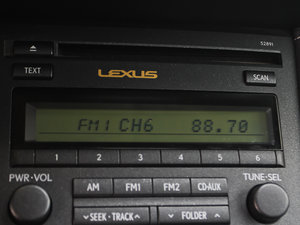 52891
TEXT
LEXUS
SCAN
FM1 CH6 88.70
1 2 3 4 5 6
PWR·VOL
AM FM1 FM2 CD·AUX
TUNE·SEL
SEEK·TRACK
FOLDER